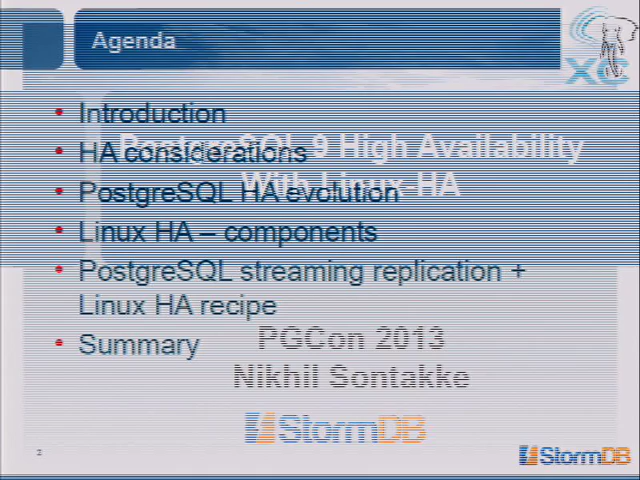 Agenda
XC
• Introduction
PostgreSQL 9 High Availability
• HA considerations
With Linux-HA
• PostgreSQL HA evolution
• Linux HA – components
• PostgreSQL streaming replication +
Linux HA recipe
• Summary
PGCon 2013
Nikhil Sontakke
StormDB
2
StormDB